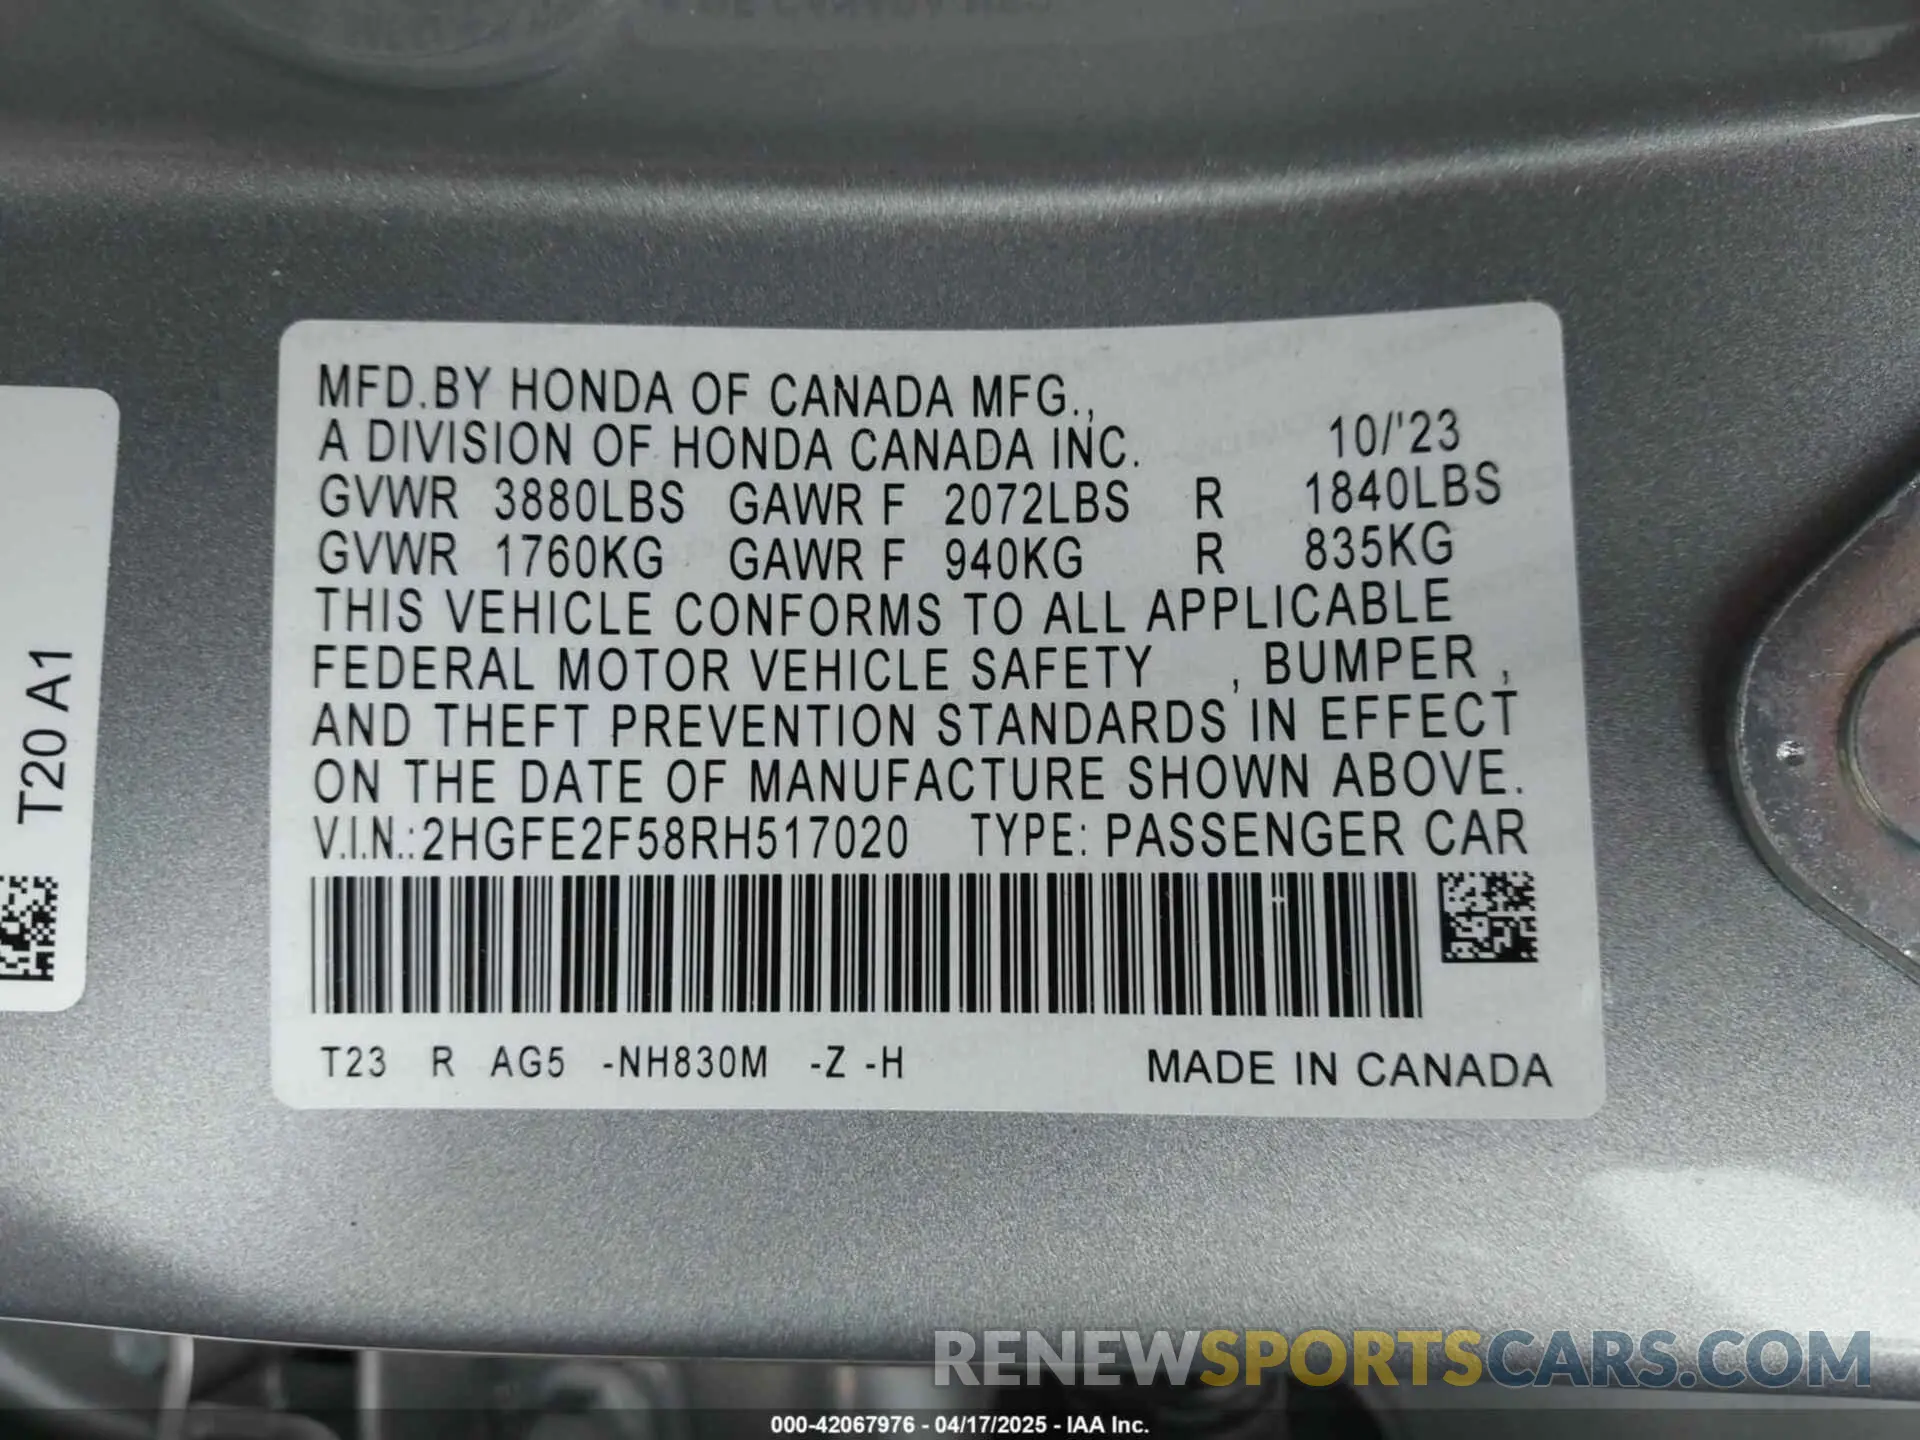 MFD.BY HONDA OF CANADA MFG.,
A DIVISION OF HONDA CANADA INC. 10/'23
GVWR 3880LBS GAWR F 2072LBS R 1840LBS
GVWR 1760KG GAWR F 940KG R 835KG
THIS VEHICLE CONFORMS TO ALL APPLICABLE
FEDERAL MOTOR VEHICLE SAFETY , BUMPER ,
AND THEFT PREVENTION STANDARDS IN EFFECT
ON THE DATE OF MANUFACTURE SHOWN ABOVE.
V.I.N.:2HGFE2F58RH517020 TYPE: PASSENGER CAR
T23 R AG5 -NH830M -Z -H MADE IN CANADA
T20 A1
RENEWSPORTSCARS.COM
000-42067976 - 04/17/2025 - IAA Inc.